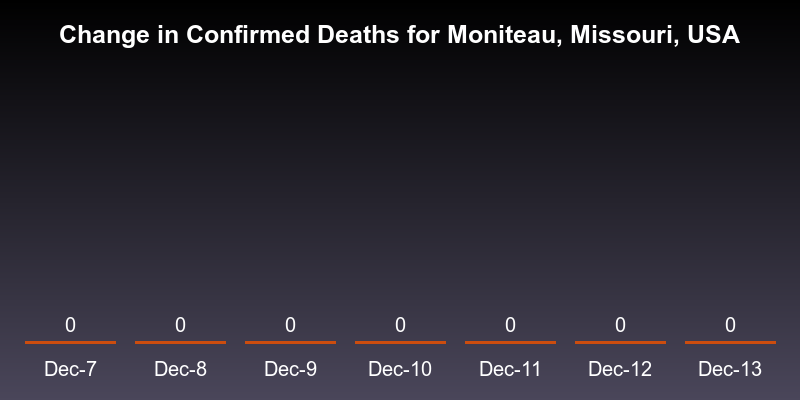 Change in Confirmed Deaths for Moniteau, Missouri, USA
0 0 0 0 0 0 0
Dec-7 Dec-8 Dec-9 Dec-10 Dec-11 Dec-12 Dec-13